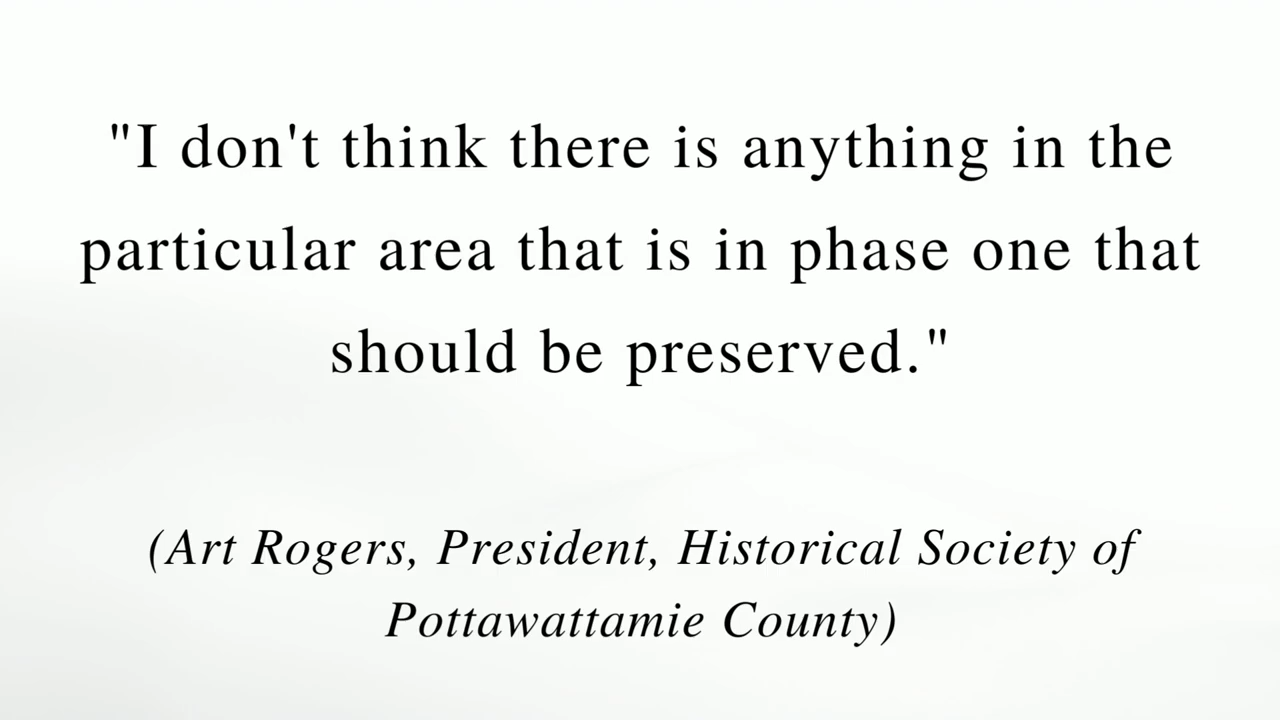 "I don't think there is anything in the
particular area that is in phase one that
should be preserved."
(Art Rogers, President, Historical Society of
Pottawattamie County)